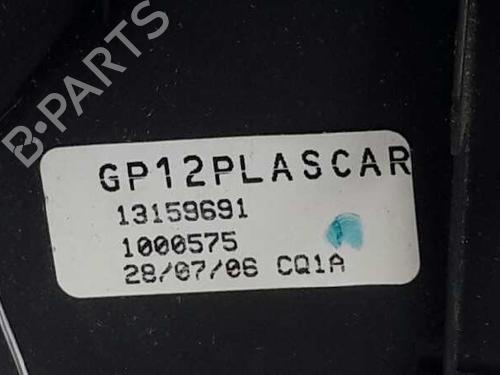 B-PARTS
GP12PLASCAR
13159691
1000575
28/07/06 CQ1A